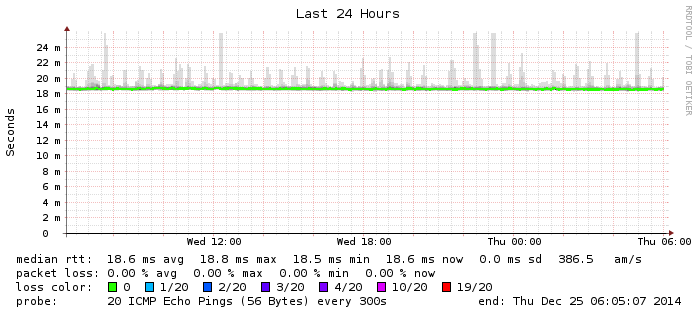 Last 24 Hours
RRDTOOL / TOBI OETIKER
Seconds
24 m
22 m
20 m
18 m
16 m
14 m
12 m
10 m
8 m
6 m
4 m
2 m
0
Wed 12:00 Wed 18:00 Thu 00:00 Thu 06:00
median rtt: 18.6 ms avg 18.8 ms max 18.5 ms min 18.6 ms now 0.0 ms sd 386.5 am/s
packet loss: 0.00 % avg 0.00 % max 0.00 % min 0.00 % now
loss color: 0 1/20 2/20 3/20 4/20 10/20 19/20
probe: 20 ICMP Echo Pings (56 Bytes) every 300s end: Thu Dec 25 06:05:07 2014